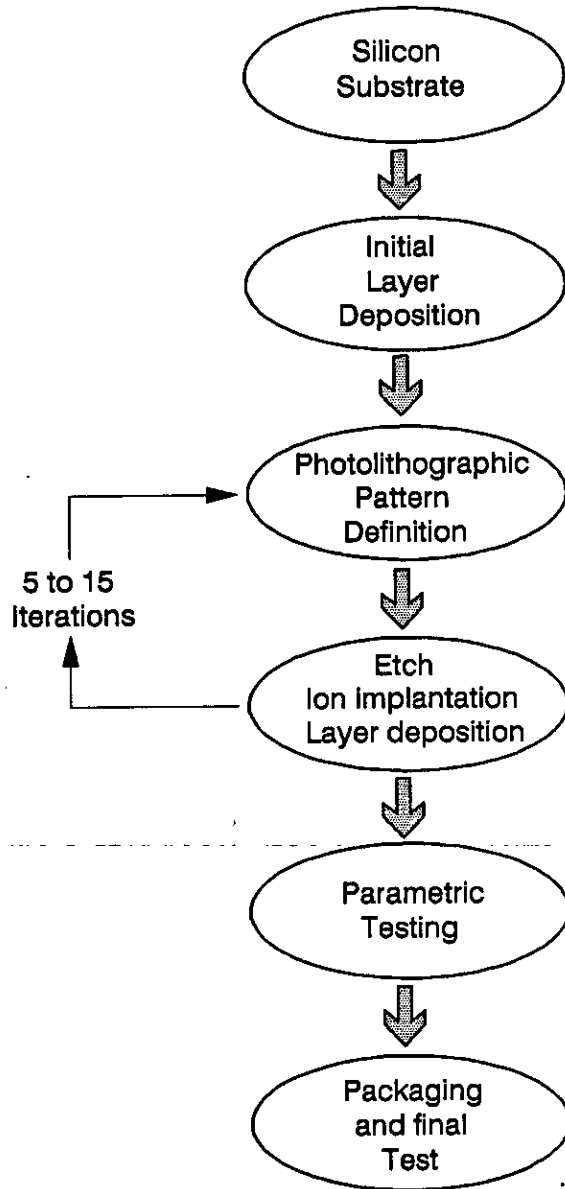 Silicon
Substrate
Initial
Layer
Deposition
Photolithographic
Pattern
Definition
5 to 15
Iterations
Etch
Ion implantation
Layer deposition
Parametric
Testing
Packaging
and final
Test